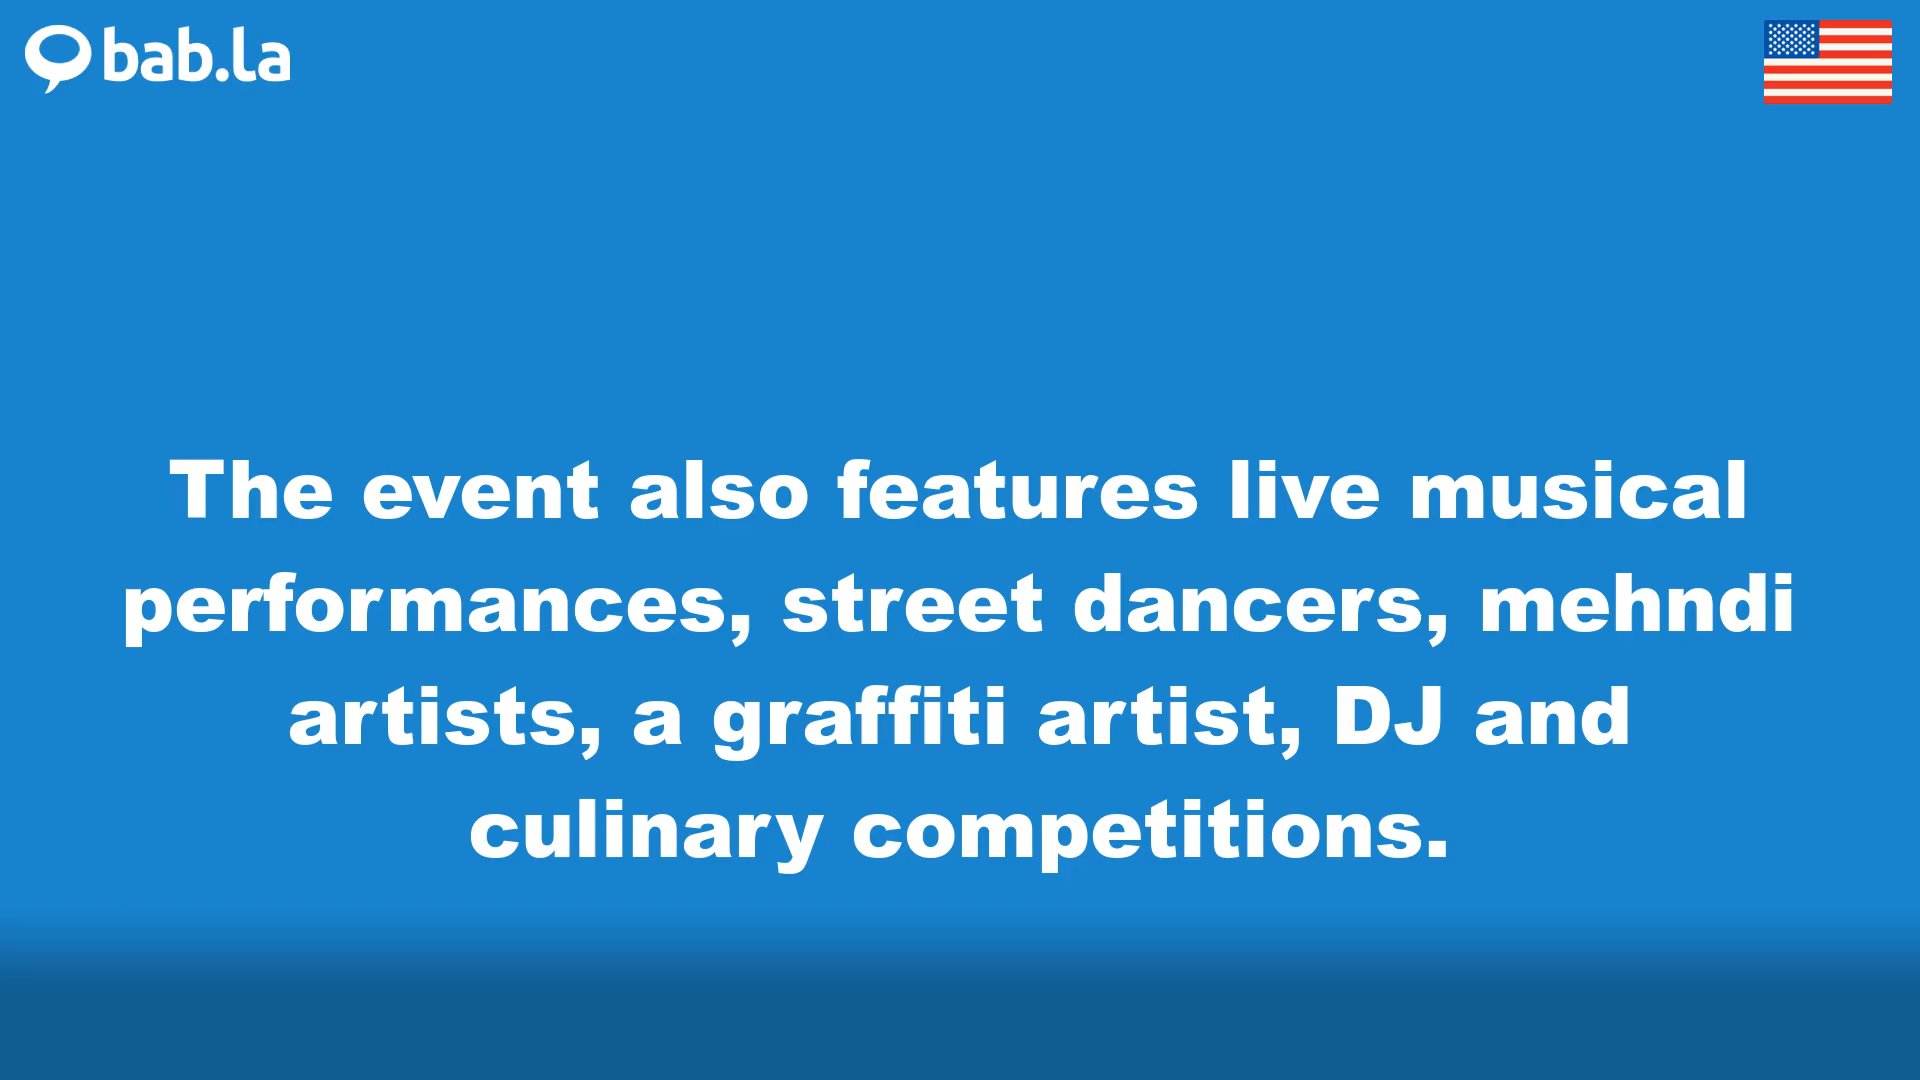 bab.la
The event also features live musical
performances, street dancers, mehndi
artists, a graffiti artist, DJ and
culinary competitions.